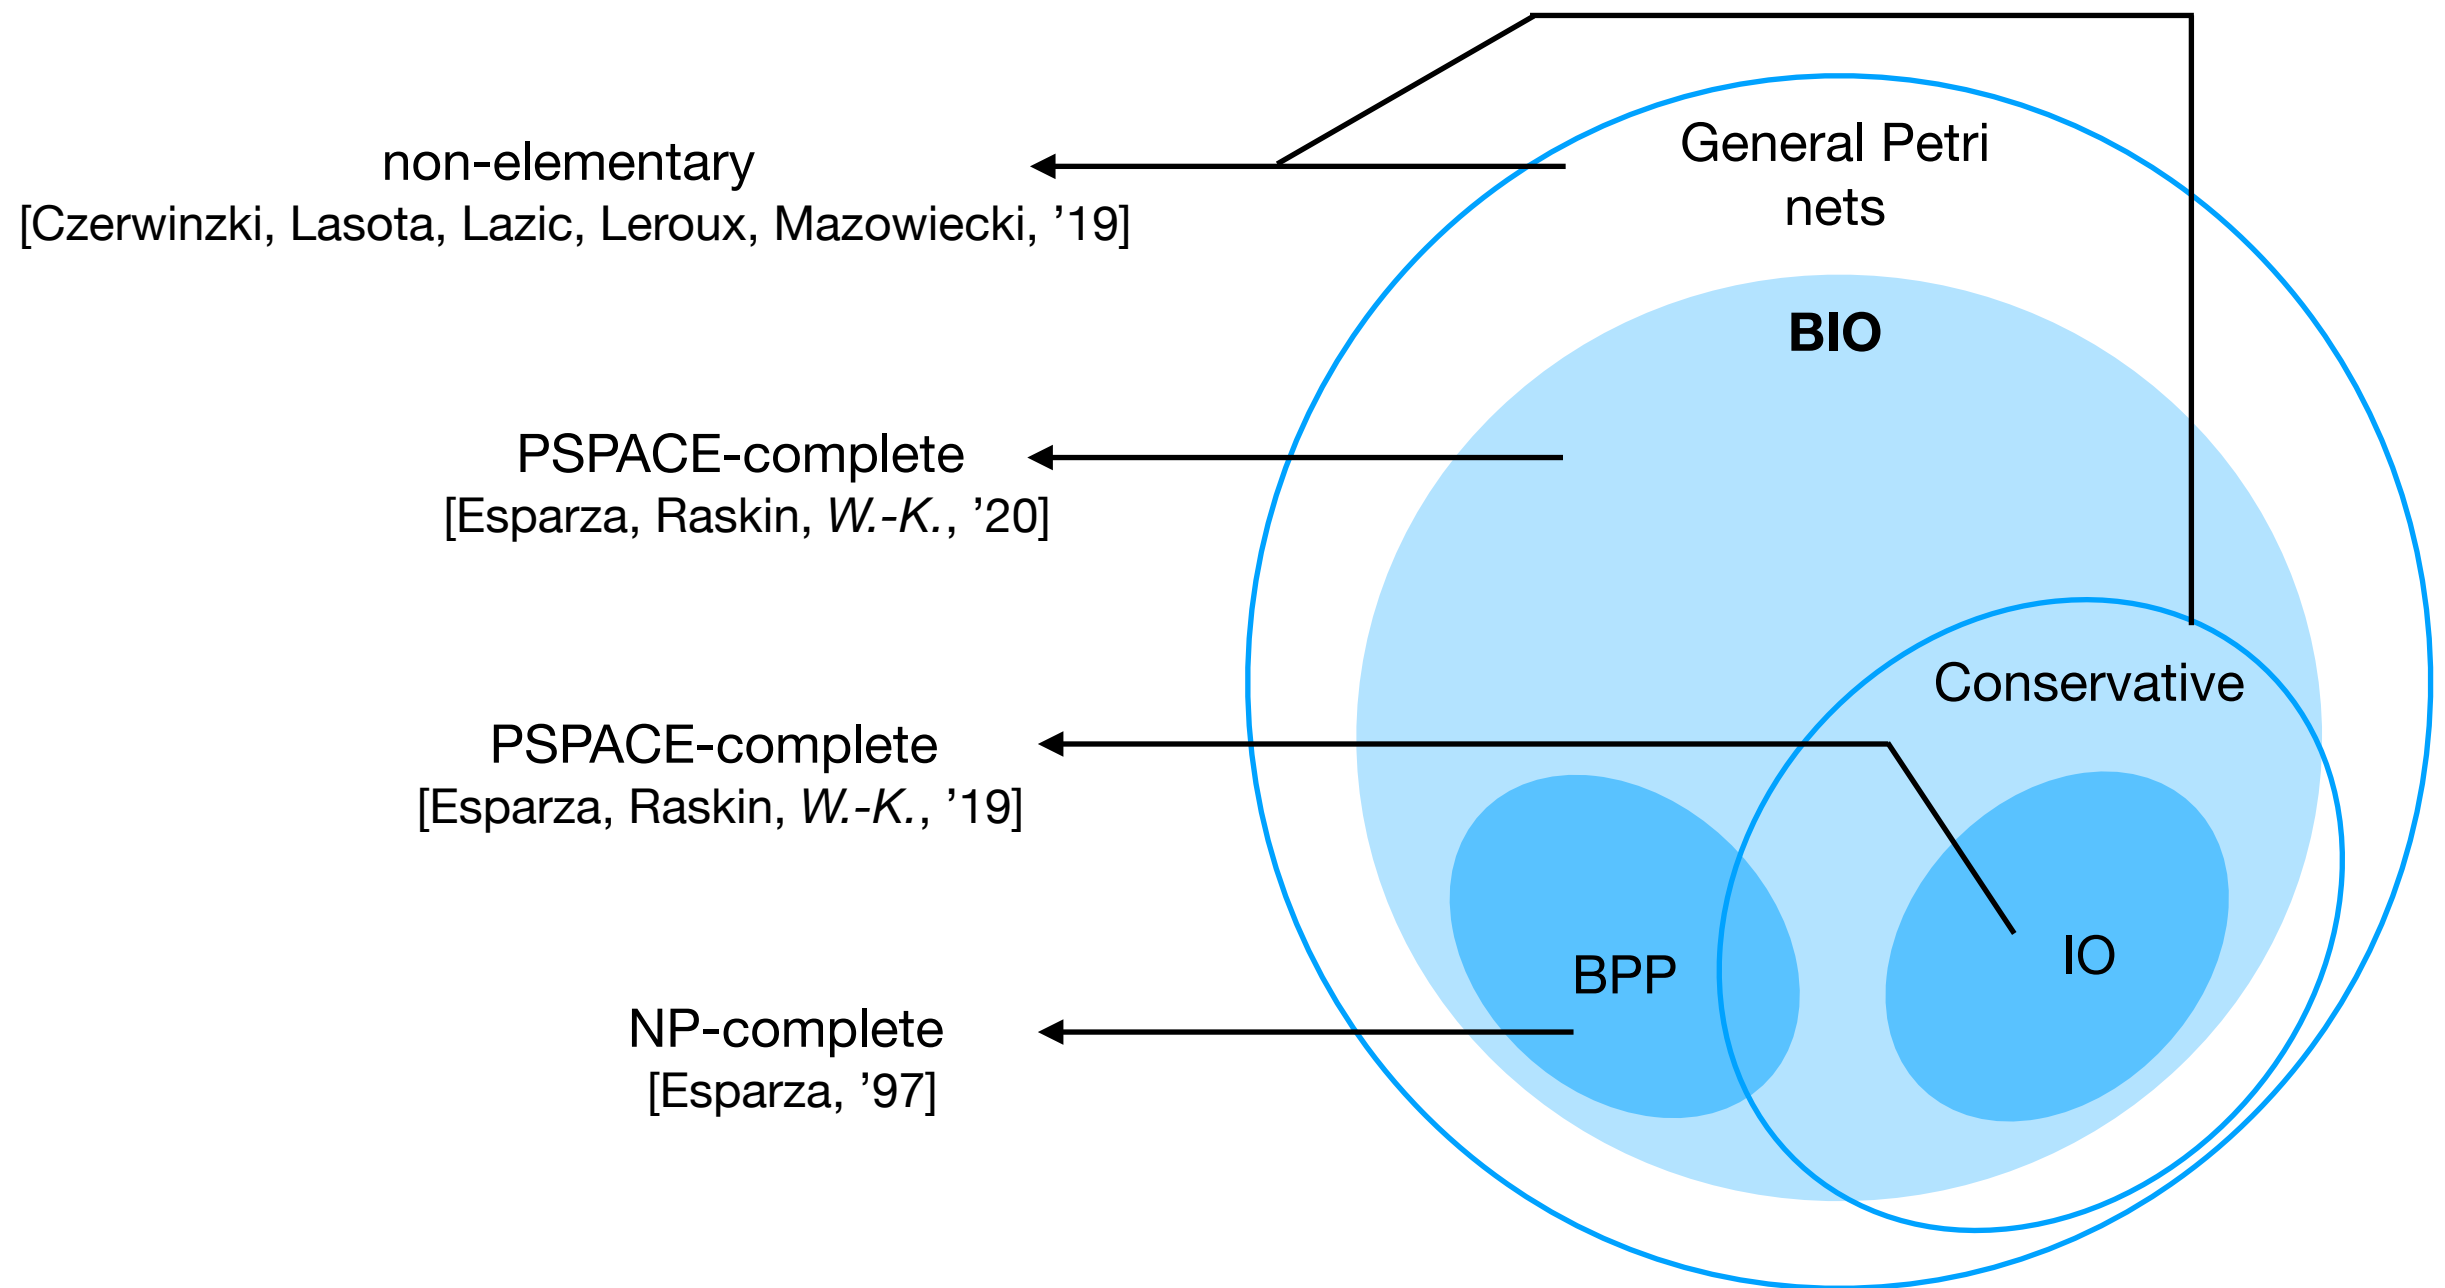 non-elementary
[Czerwinzki, Lasota, Lazic, Leroux, Mazowiecki, ’19]
PSPACE-complete
[Esparza, Raskin, W.-K., ’20]
PSPACE-complete
[Esparza, Raskin, W.-K., ’19]
NP-complete
[Esparza, ’97]
General Petri
nets
BIO
Conservative
BPP
IO